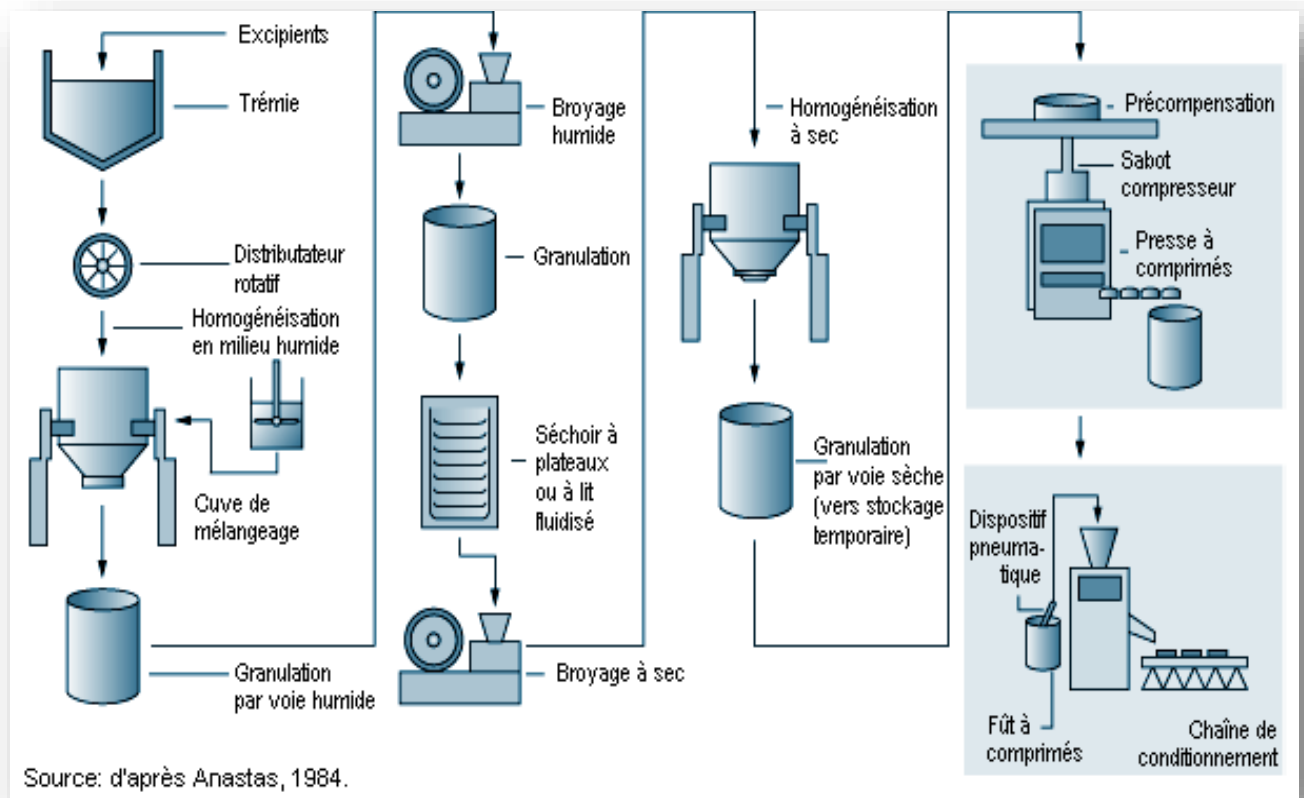 Excipients
Trémie
Distributateur
rotatif
Homogénéisation
en milieu humide
Cuve de
mélangeage
Granulation
par voie humide
Broyage
humide
Granulation
Séchoir à
plateaux
ou à lit
fluidisé
Broyage à sec
Homogénéisation
à sec
Granulation
par voie sèche
(vers stockage
temporaire)
Précompensation
Sabot
compresseur
Presse à
comprimés
Dispositif
pneuma-
tique
Fût à
comprimés
Chaîne de
conditionnement
Source: d'après Anastas, 1984.